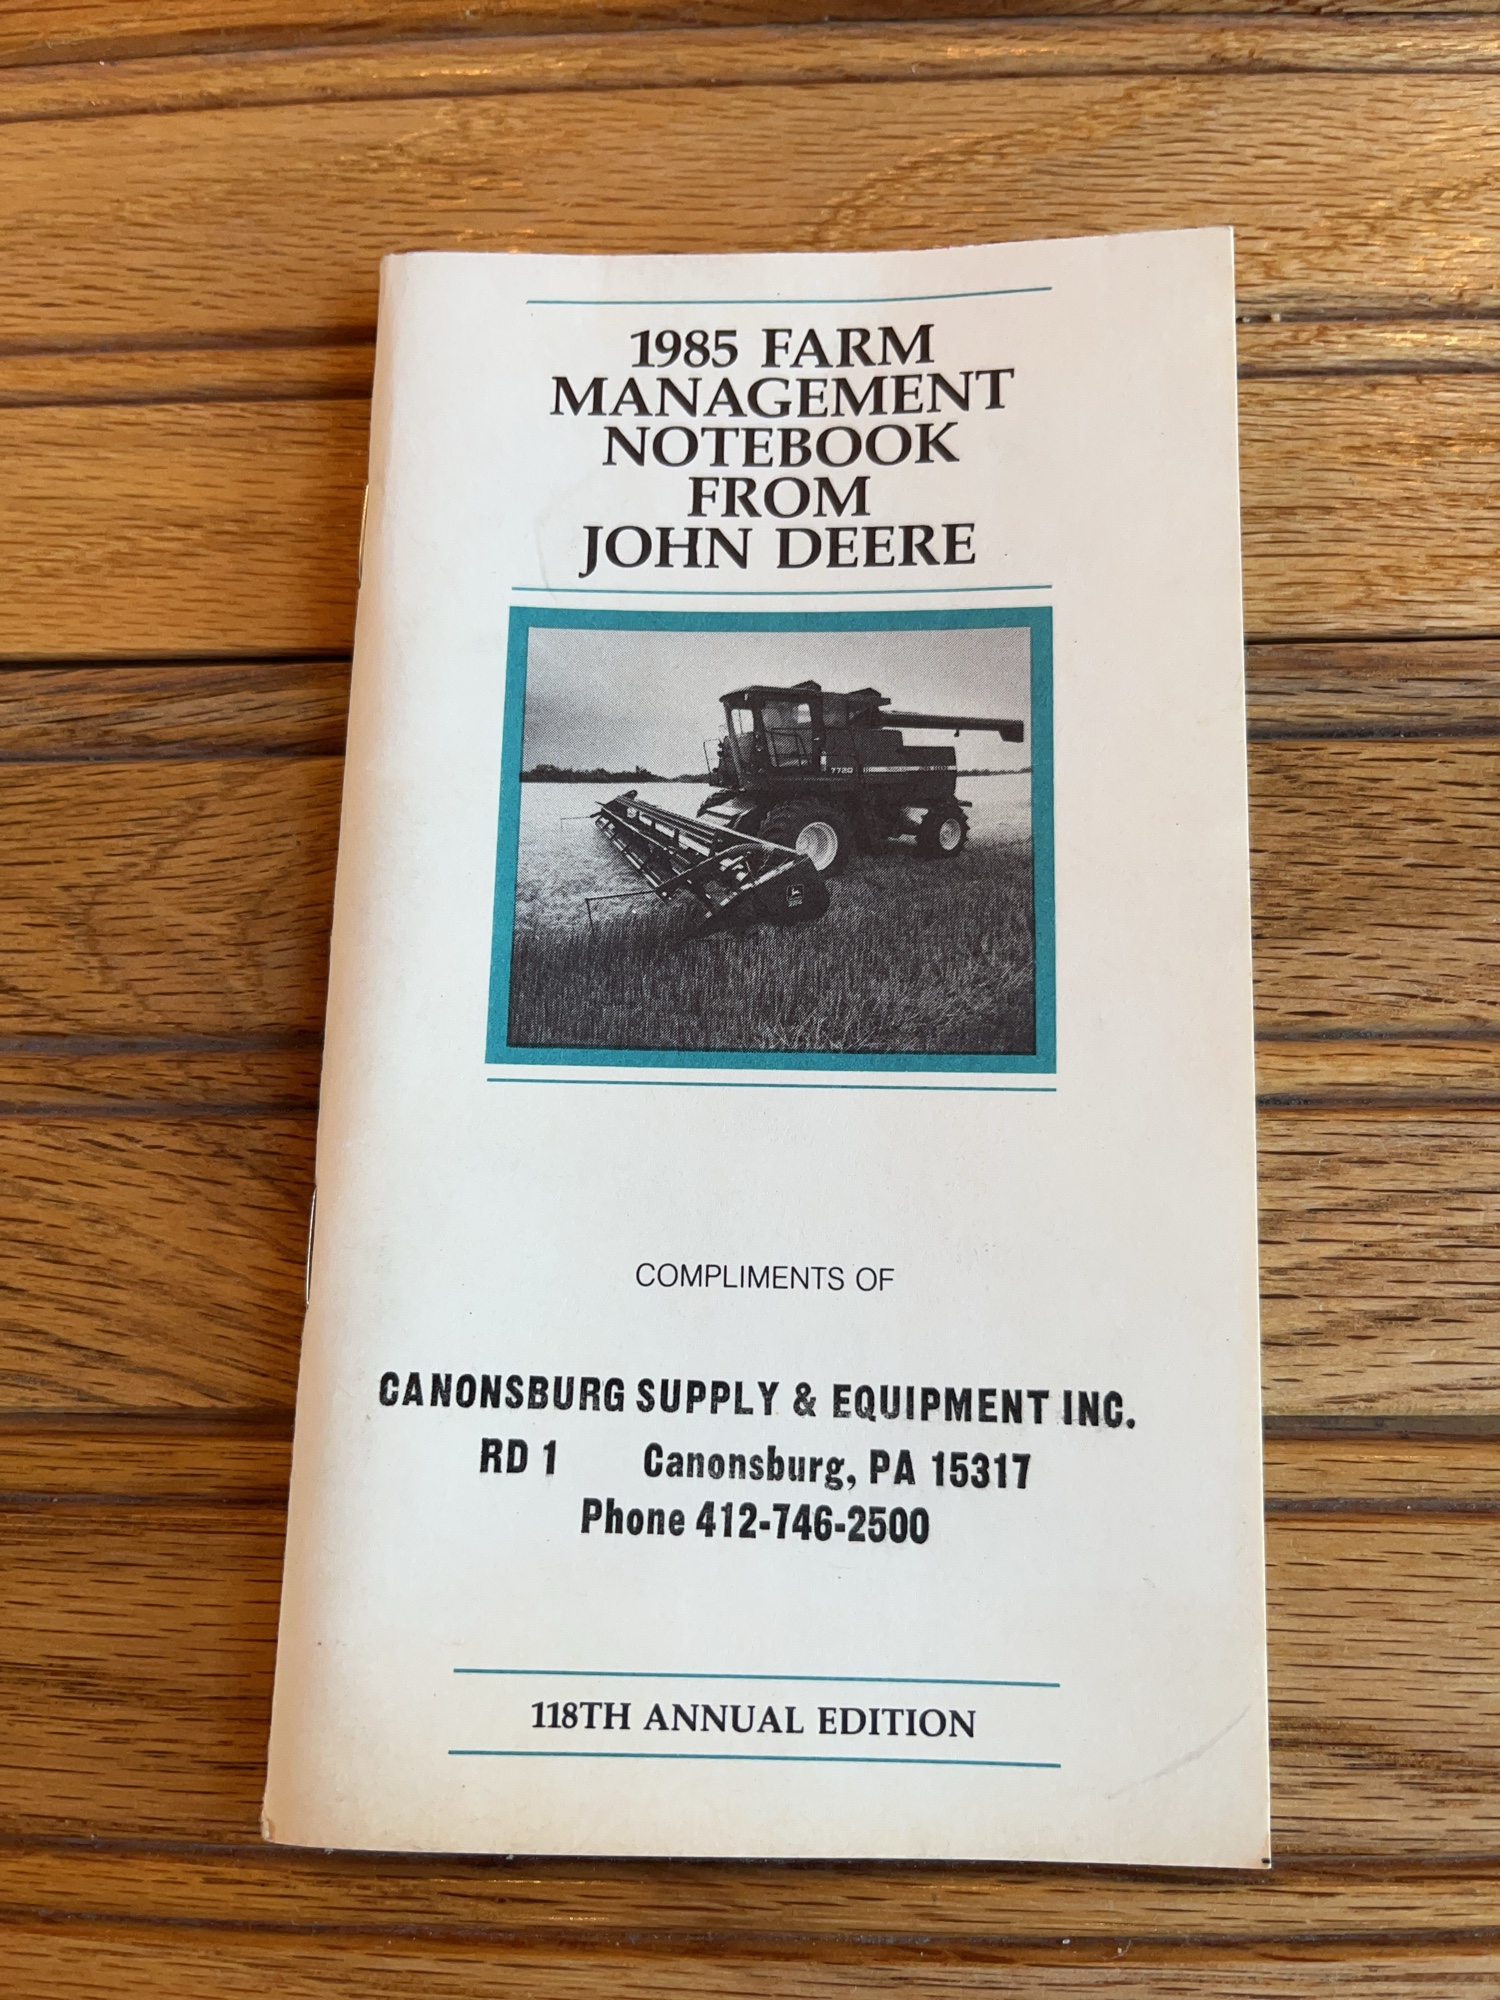 1985 FARM
MANAGEMENT
NOTEBOOK
FROM
JOHN DEERE
7720
COMPLIMENTS OF
CANONSBURG SUPPLY & EQUIPMENT INC.
RD 1 Canonsburg, PA 15317
Phone 412-746-2500
118TH ANNUAL EDITION